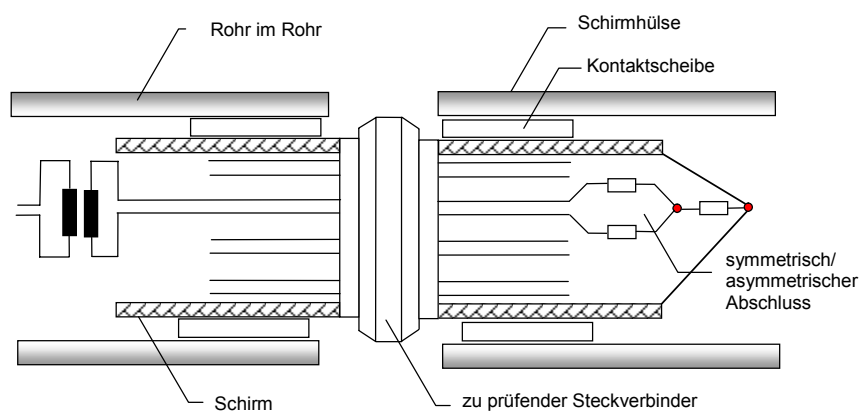 Rohr im Rohr
Schirmhülse
Kontaktscheibe
symmetrisch/
asymmetrischer
Abschluss
Schirm
zu prüfender Steckverbinder